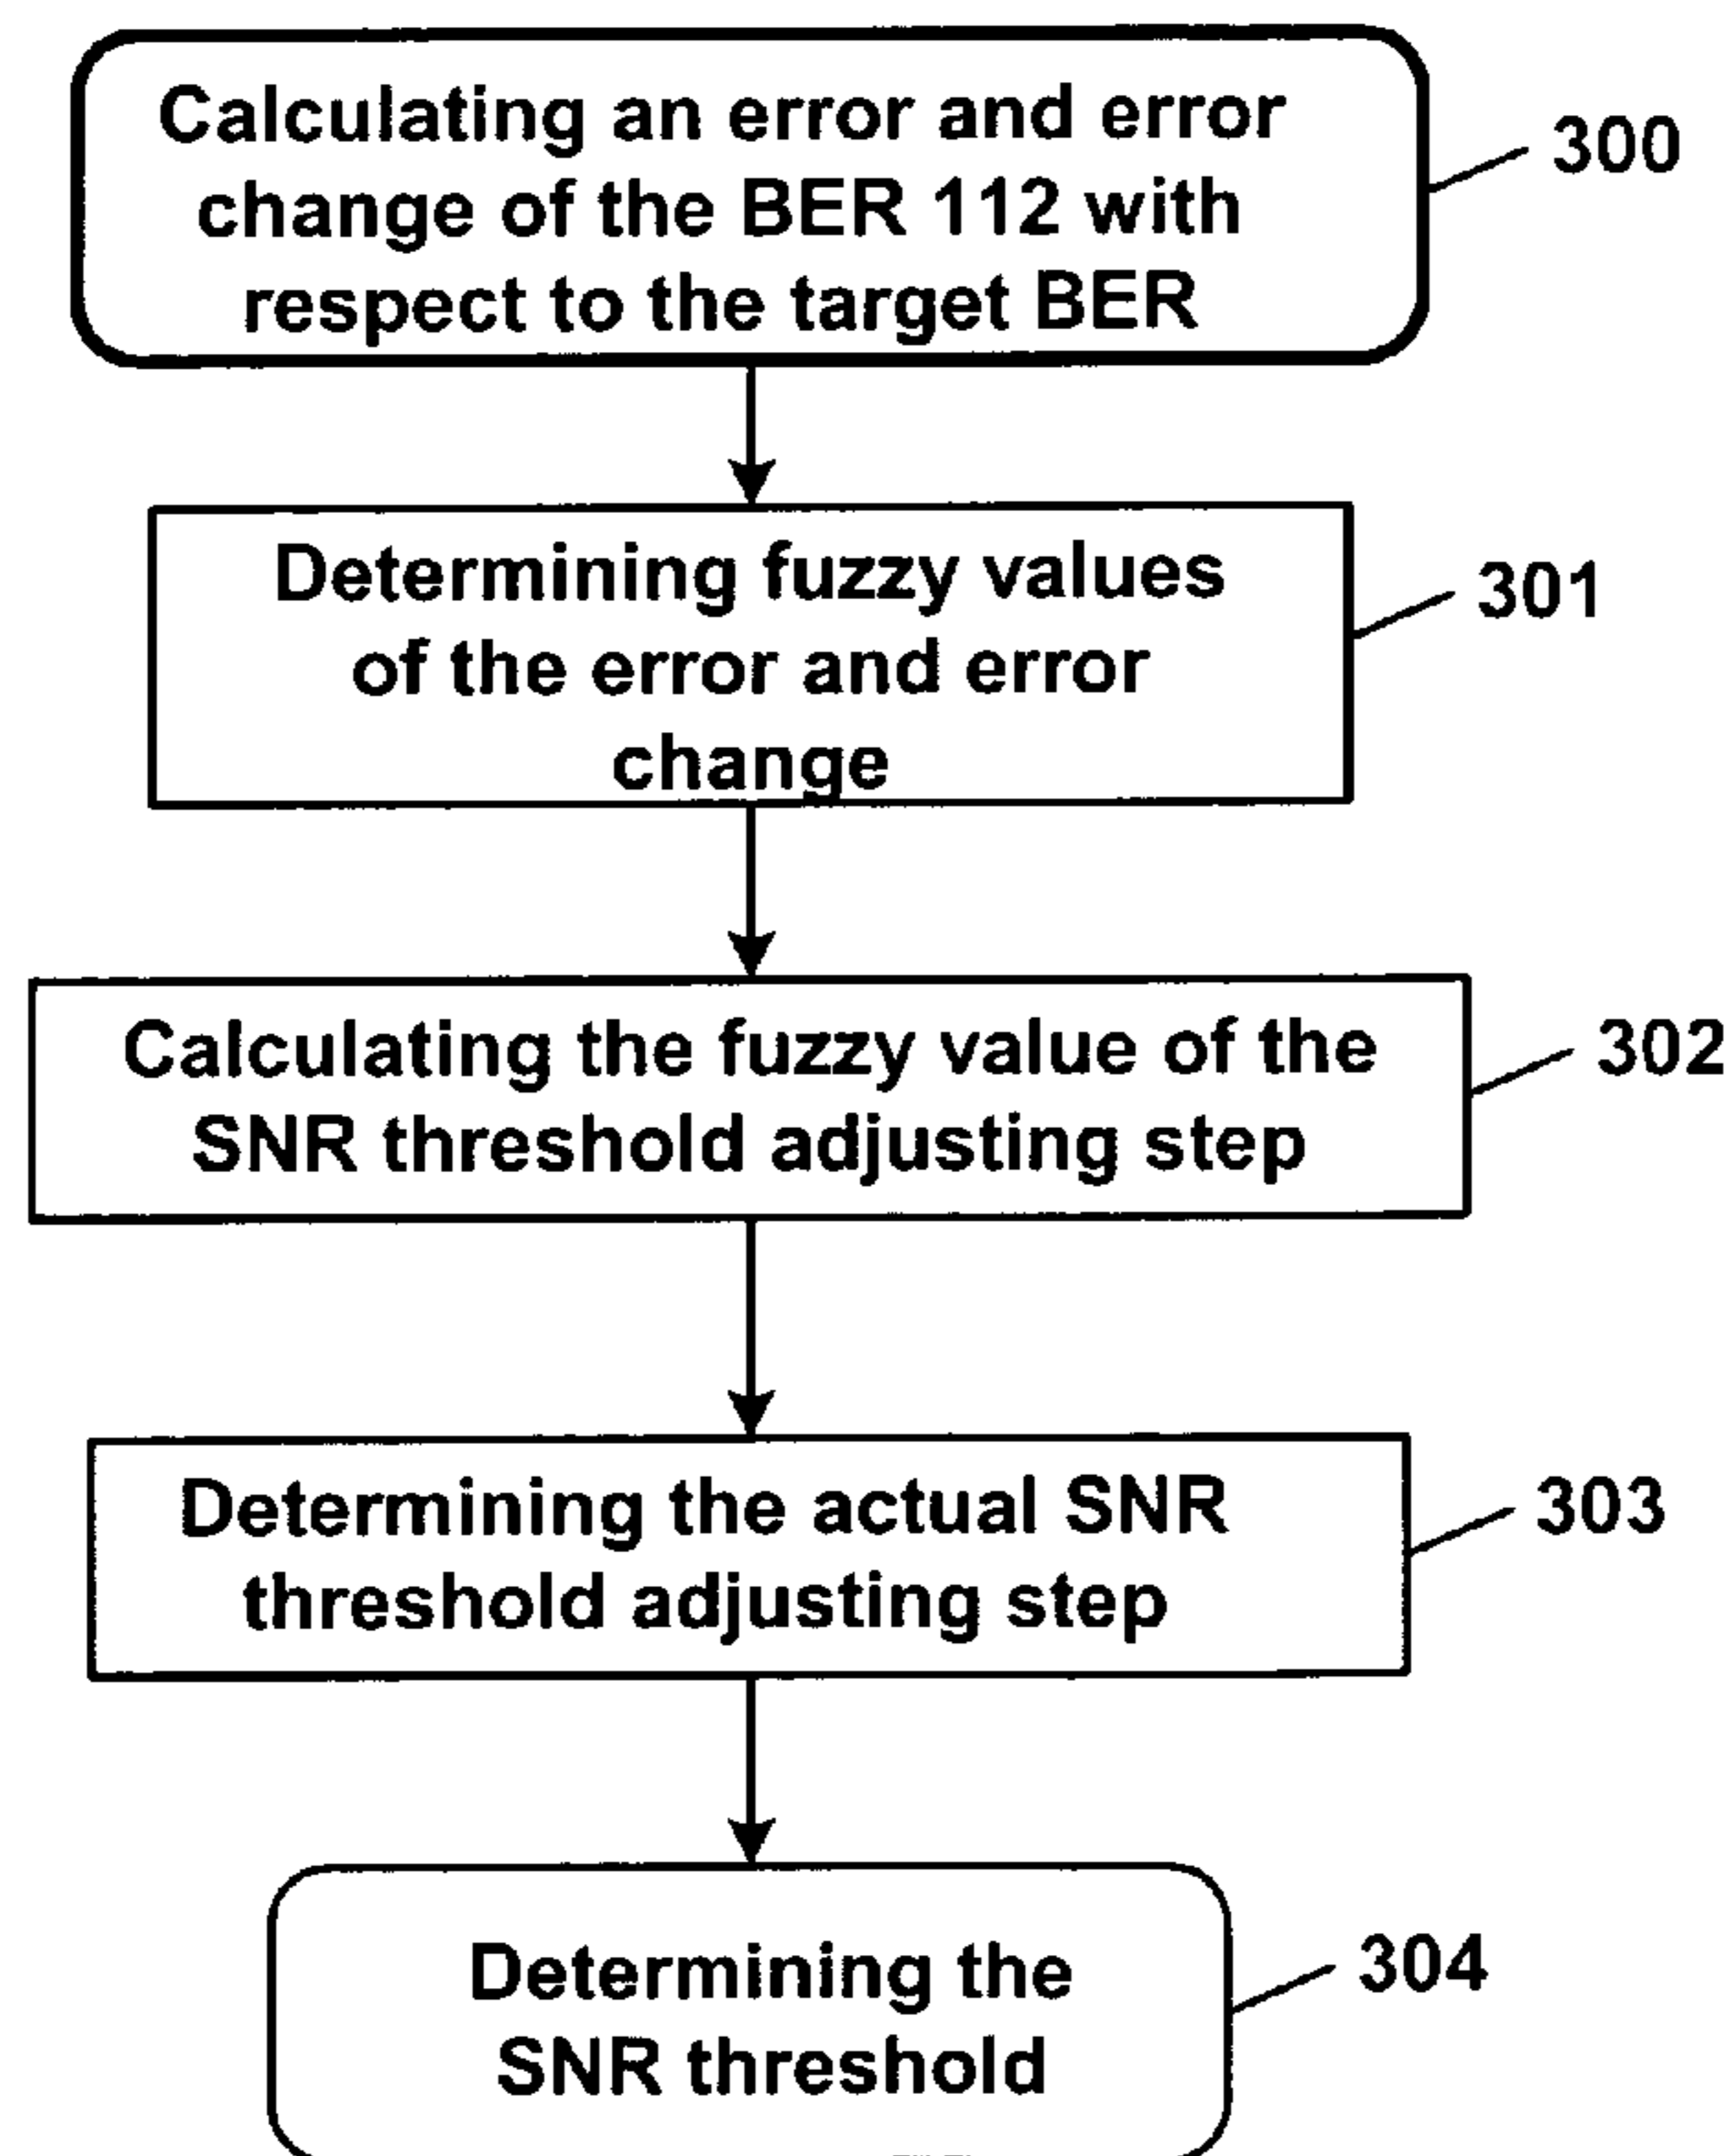 Calculating an error and error
change of the BER 112 with
respect to the target BER
300
Determining fuzzy values
of the error and error
change
301
Calculating the fuzzy value of the
SNR threshold adjusting step
302
Determining the actual SNR
threshold adjusting step
303
Determining the
SNR threshold
304